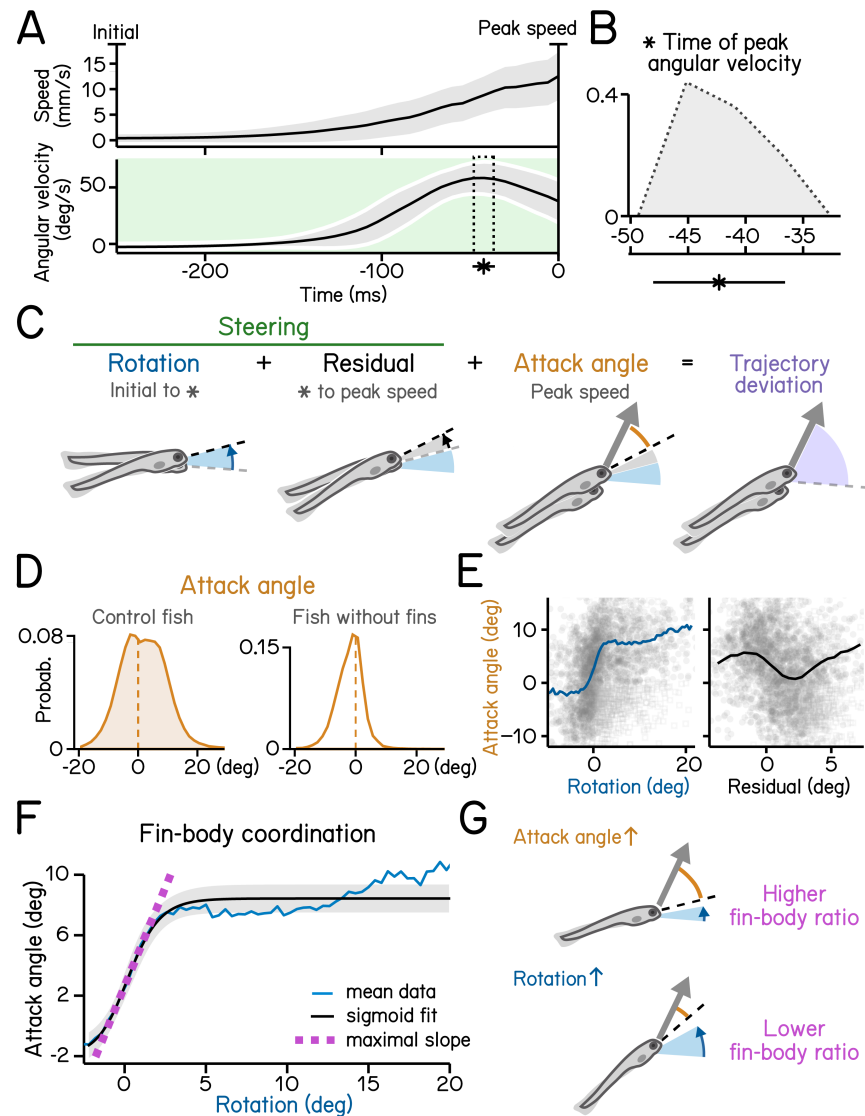 A
Initial
Peak speed
Speed
(mm/s)
15
10
5
0
Angular velocity
(deg/s)
50
0
-200
-100
0
*
Time (ms)
B
* Time of peak
angular velocity
0.4
0
-50
-45
-40
-35
*
C
Steering
Rotation + Residual + Attack angle = Trajectory
deviation
Initial to *
* to peak speed
Peak speed
D
Attack angle
Control fish
Fish without fins
Probab.
0.08
0
-20
0
20 (deg)
0.15
0
-20
0
20 (deg)
E
Attack angle (deg)
10
0
-10
0
20
Rotation (deg)
0
5
Residual (deg)
F
Fin-body coordination
Attack angle (deg)
10
6
2
-2
0
5
10
15
20
Rotation (deg)
mean data
sigmoid fit
maximal slope
G
Attack angle↑
Higher
fin-body ratio
Rotation↑
Lower
fin-body ratio